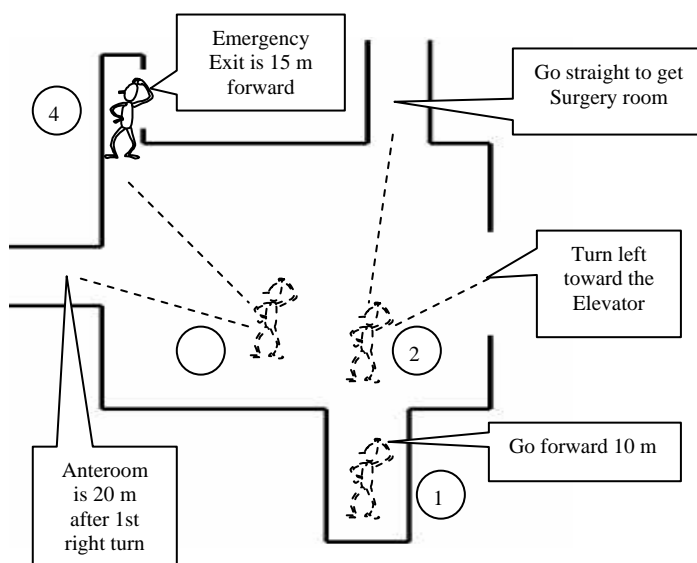 Emergency
Exit is 15 m
forward
Go straight to get
Surgery room
4
Turn left
toward the
Elevator
2
Go forward 10 m
Anteroom
is 20 m
after 1st
right turn
1